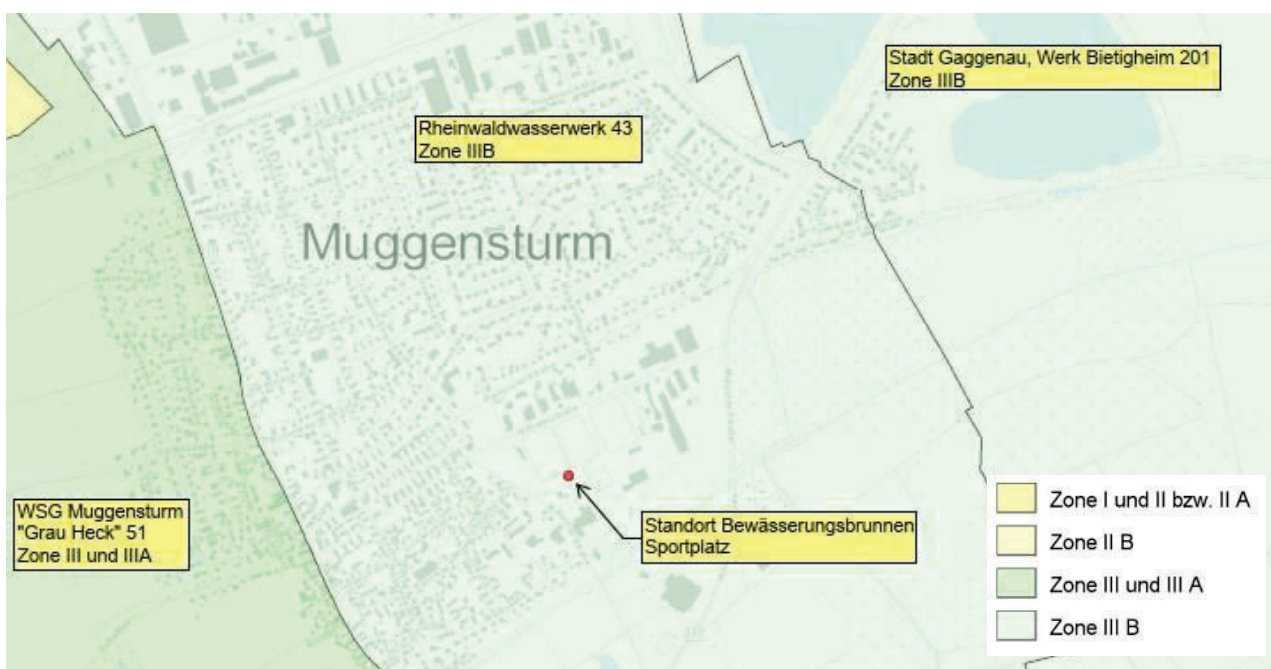 Stadt Gaggenau, Werk Bietigheim 201
Zone IIIB
Rheinwaldwasserwerk 43
Zone IIIB
Muggensturm
WSG Muggensturm
"Grau Heck" 51
Zone III und IIIA
Standort Bewässerungsbrunnen
Sportplatz
Zone I und II bzw. II A
Zone II B
Zone III und III A
Zone III B